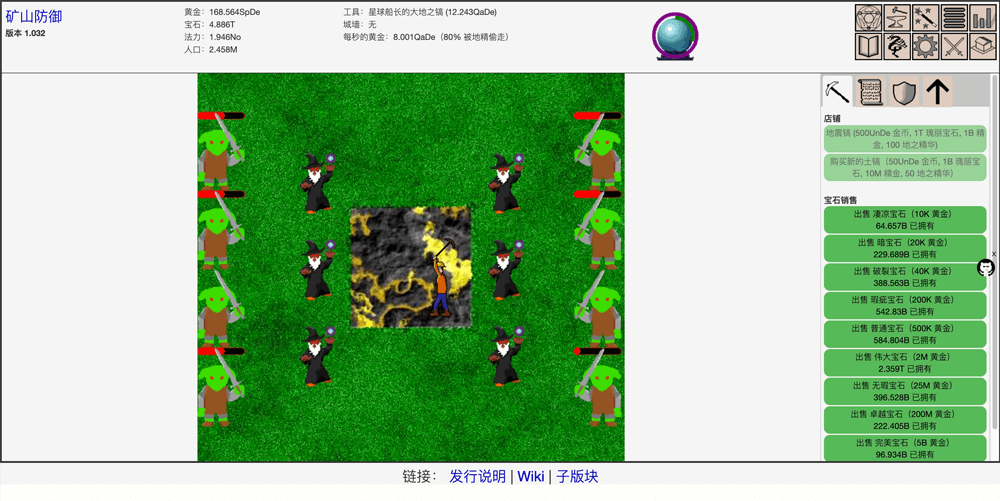 矿山防御
版本 1.032
黄金：168.564SpDe
宝石：4.886T
法力：1.946No
人口：2.458M
工具：星球船长的大地之镐 (12.243QaDe)
城墙：无
每秒的黄金：8.001QaDe（80% 被地精偷走）
店铺
地震镐 (500UnDe 金币, 1T 瑰丽宝石, 1B 精
金, 100 地之精华)
购买新的土镐（50UnDe 金币, 1B 瑰丽宝
石, 10M 精金, 50 地之精华）
宝石销售
出售 凄凉宝石（10K 黄金）
64.657B 已拥有
出售 暗宝石（20K 黄金）
229.689B 已拥有
出售 破裂宝石（40K 黄金）
388.563B 已拥有
出售 瑕疵宝石（200K 黄金）
542.83B 已拥有
出售 普通宝石（500K 黄金）
584.804B 已拥有
出售 伟大宝石（2M 黄金）
2.359T 已拥有
出售 无瑕宝石（25M 黄金）
396.528B 已拥有
出售 卓越宝石（200M 黄金）
222.405B 已拥有
出售 完美宝石（5B 黄金）
96.934B 已拥有
x
链接： 发行说明 | Wiki | 子版块